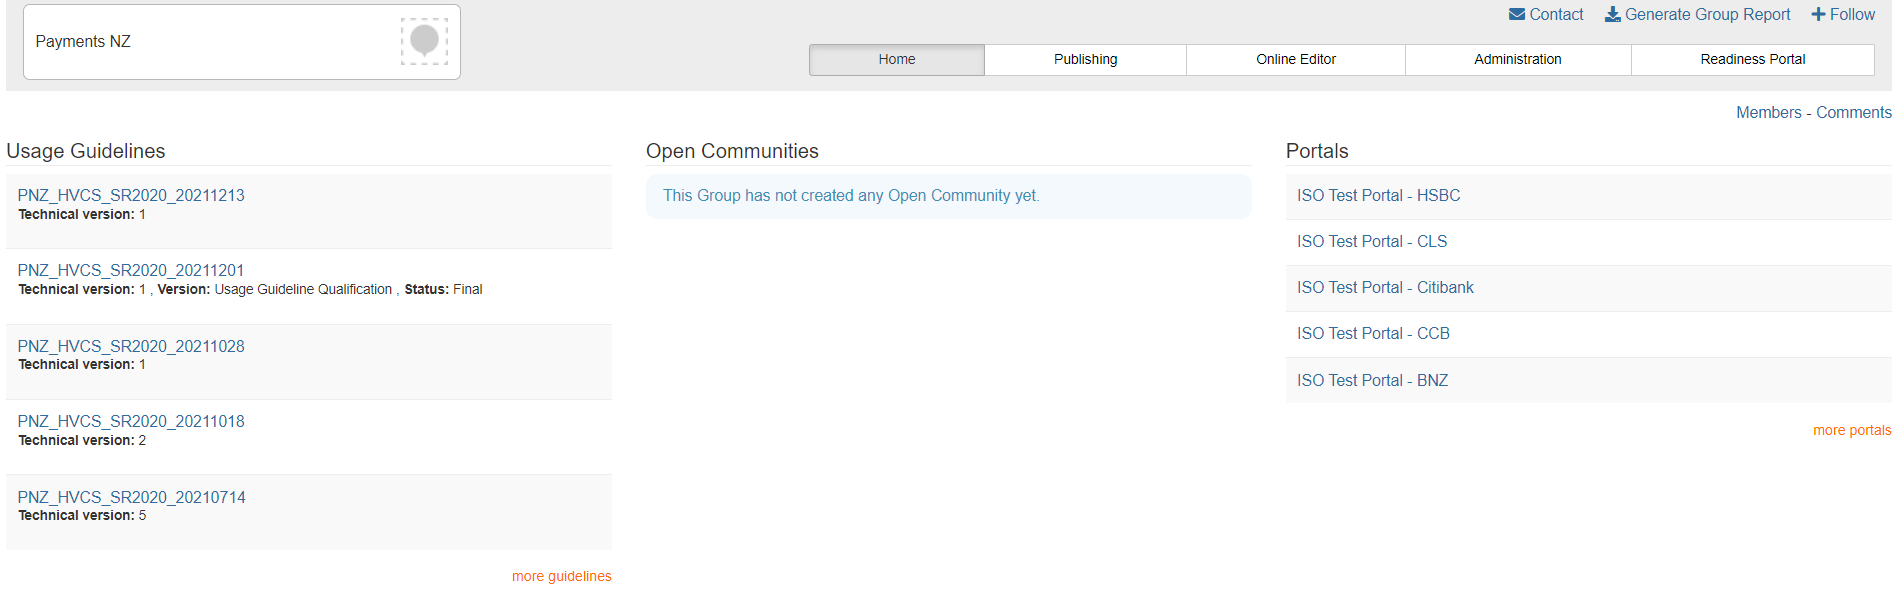 Payments NZ
Contact Generate Group Report Follow
Home Publishing Online Editor Administration Readiness Portal
Members - Comments
Usage Guidelines
PNZ_HVCS_SR2020_20211213
Technical version: 1
PNZ_HVCS_SR2020_20211201
Technical version: 1 , Version: Usage Guideline Qualification , Status: Final
PNZ_HVCS_SR2020_20211028
Technical version: 1
PNZ_HVCS_SR2020_20211018
Technical version: 2
PNZ_HVCS_SR2020_20210714
Technical version: 5
more guidelines
Open Communities
This Group has not created any Open Community yet.
Portals
ISO Test Portal - HSBC
ISO Test Portal - CLS
ISO Test Portal - Citibank
ISO Test Portal - CCB
ISO Test Portal - BNZ
more portals